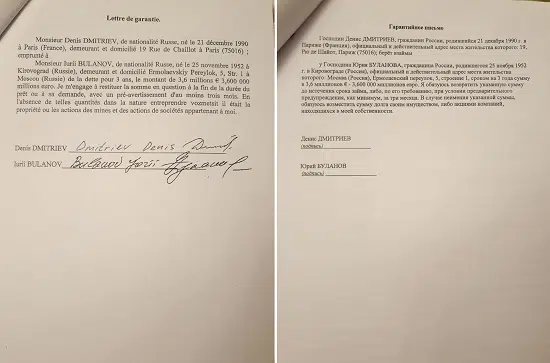 Lettre de garantie.
Monsieur Denis DMITRIEV, de nationalité Russe, né le 21 décembre 1990
à Paris (France), demeurant et domicilié 19 Rue de Chaillot à Paris (75016) ;
emprunté à
Monsieur Iurii BULANOV, de nationalité Russe, né le 25 novembre 1952 à
Kirovograd (Russie), demeurant et domicilié Ermolaevskiy Pereylok, 5, Str. 1 à
Moscou (Russie) de la dette pour 3 ans, le montant de 3,6 millions € 3,600,000
millions euro. Je m'engage à restituer la somme en question à la fin de la durée du
prêt ou à sa demande, avec un pré-avertissement d'au moins trois mois. En
l'absence de telles quantités dans la nature entreprendre vozmetsit il était la
propriété ou les actions des mines et des actions de sociétés appartenant à moi.
Denis DMITRIEV Dmitriev Denis
Iurii BULANOV Bulanov Iurii
Гарантийное письмо
Господин Денис ДМИТРИЕВ, гражданин России, родившийся 21 декабря 1990 г. в
Париже (Франция), официальный и действительный адрес места жительства которого: 19,
Рю де Шайот, Париж (75016); берёт взаймы
у Господина Юрия БУЛАНОВА, гражданина России, родившегося 25 ноября 1952
г. в Кировограде (Россия), официальный и действительный адрес места жительства
которого: Москва (Россия), Ермолаевский переулок, 5, строение 1, сроком на 3 года сумму
в 3,6 миллионов € - 3,600,000 миллионов евро. Я обязуюсь возвратить указанную сумму
до истечения срока займа, либо, по его требованию, при условии предварительного
предупреждения, как минимум, за три месяца. В случае неимения указанной суммы,
обязуюсь возместить сумму долга своим имуществом, либо акциями компаний,
находящихся в моей собственности.
Денис ДМИТРИЕВ
(подпись)
Юрий БУЛАНОВ
(подпись)